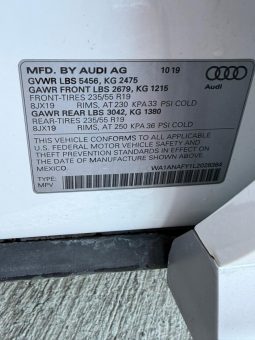 MFD. BY AUDI AG 10 19
GVWR LBS 5456, KG 2475
GAWR FRONT LBS 2679, KG 1215
FRONT-TIRES 235/55 R19
8JX19 RIMS, AT 230 KPA 33 PSI COLD
GAWR REAR LBS 3042, KG 1380
REAR-TIRES 235/55 R19
8JX19 RIMS, AT 250 KPA 36 PSI COLD
Audi
THIS VEHICLE CONFORMS TO ALL APPLICABLE
U.S. FEDERAL MOTOR VEHICLE SAFETY AND
THEFT PREVENTION STANDARDS IN EFFECT ON
THE DATE OF MANUFACTURE SHOWN ABOVE
MEXICO
TYPE:
MPV